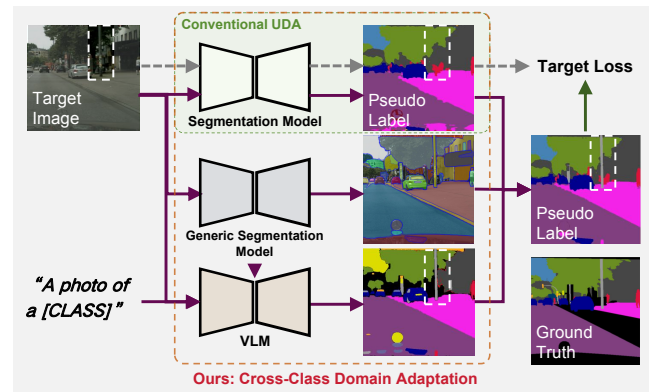 Conventional UDA
Target
Image
Segmentation Model
Pseudo
Label
Target Loss
Generic Segmentation
Model
Pseudo
Label
“A photo of
a [CLASS]”
VLM
Ground
Truth
Ours: Cross-Class Domain Adaptation